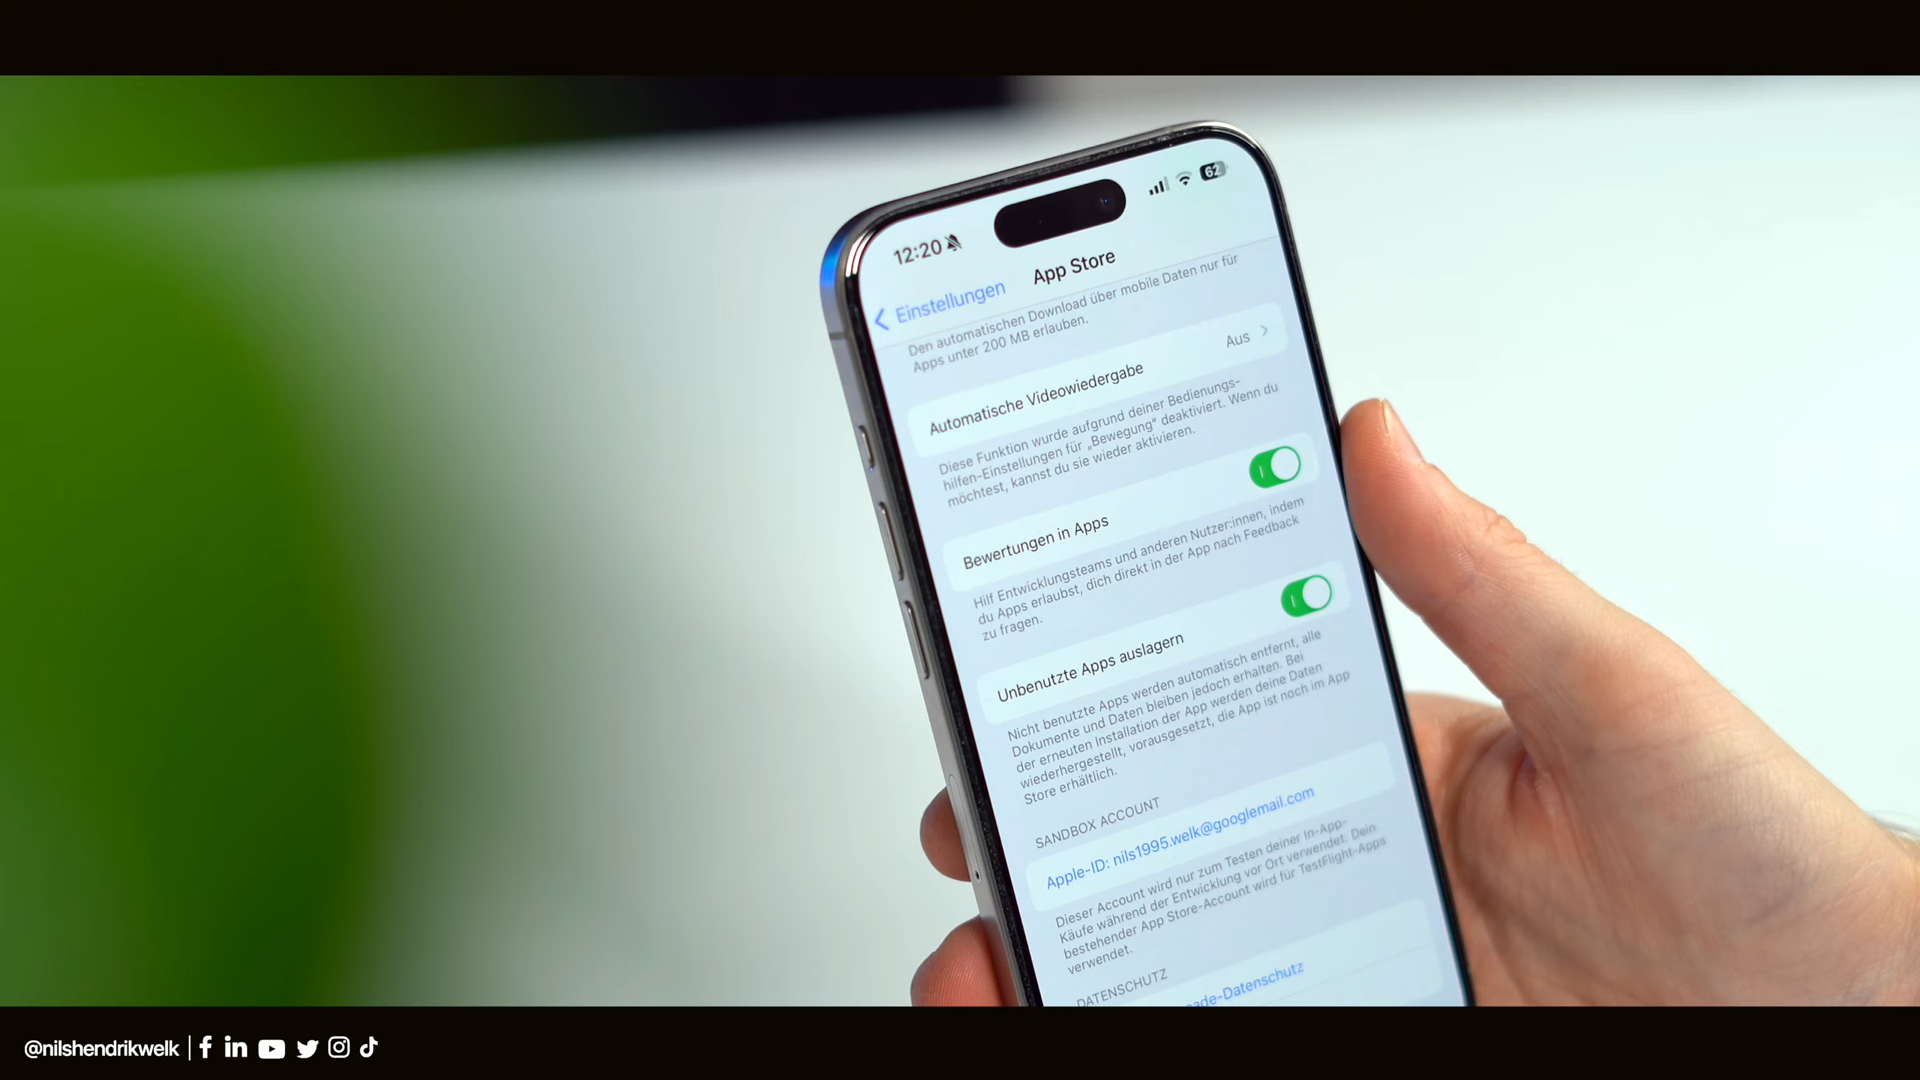 12:20
62
Einstellungen
App Store
Den automatischen Download über mobile Daten nur für
Apps unter 200 MB erlauben.
Automatische Videowiedergabe
Aus
Diese Funktion wurde aufgrund deiner Bedienungs-
hilfen-Einstellungen für „Bewegung“ deaktiviert. Wenn du
möchtest, kannst du sie wieder aktivieren.
Bewertungen in Apps
Hilf Entwicklungsteams und anderen Nutzer:innen, indem
du Apps erlaubst, dich direkt in der App nach Feedback
zu fragen.
Unbenutzte Apps auslagern
Nicht benutzte Apps werden automatisch entfernt, alle
Dokumente und Daten bleiben jedoch erhalten. Bei
der erneuten Installation der App werden deine Daten
wiederhergestellt, vorausgesetzt, die App ist noch im App
Store erhältlich.
SANDBOX ACCOUNT
Apple-ID: nils1995.welk@googlemail.com
Dieser Account wird nur zum Testen deiner In-App-
Käufe während der Entwicklung vor Ort verwendet. Dein
bestehender App Store-Account wird für TestFlight-Apps
verwendet.
DATENSCHUTZ
ade-Datenschutz
@nilshendrikwelk